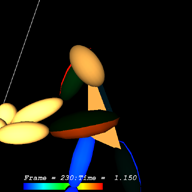 Frame = 230:Time =  1.150